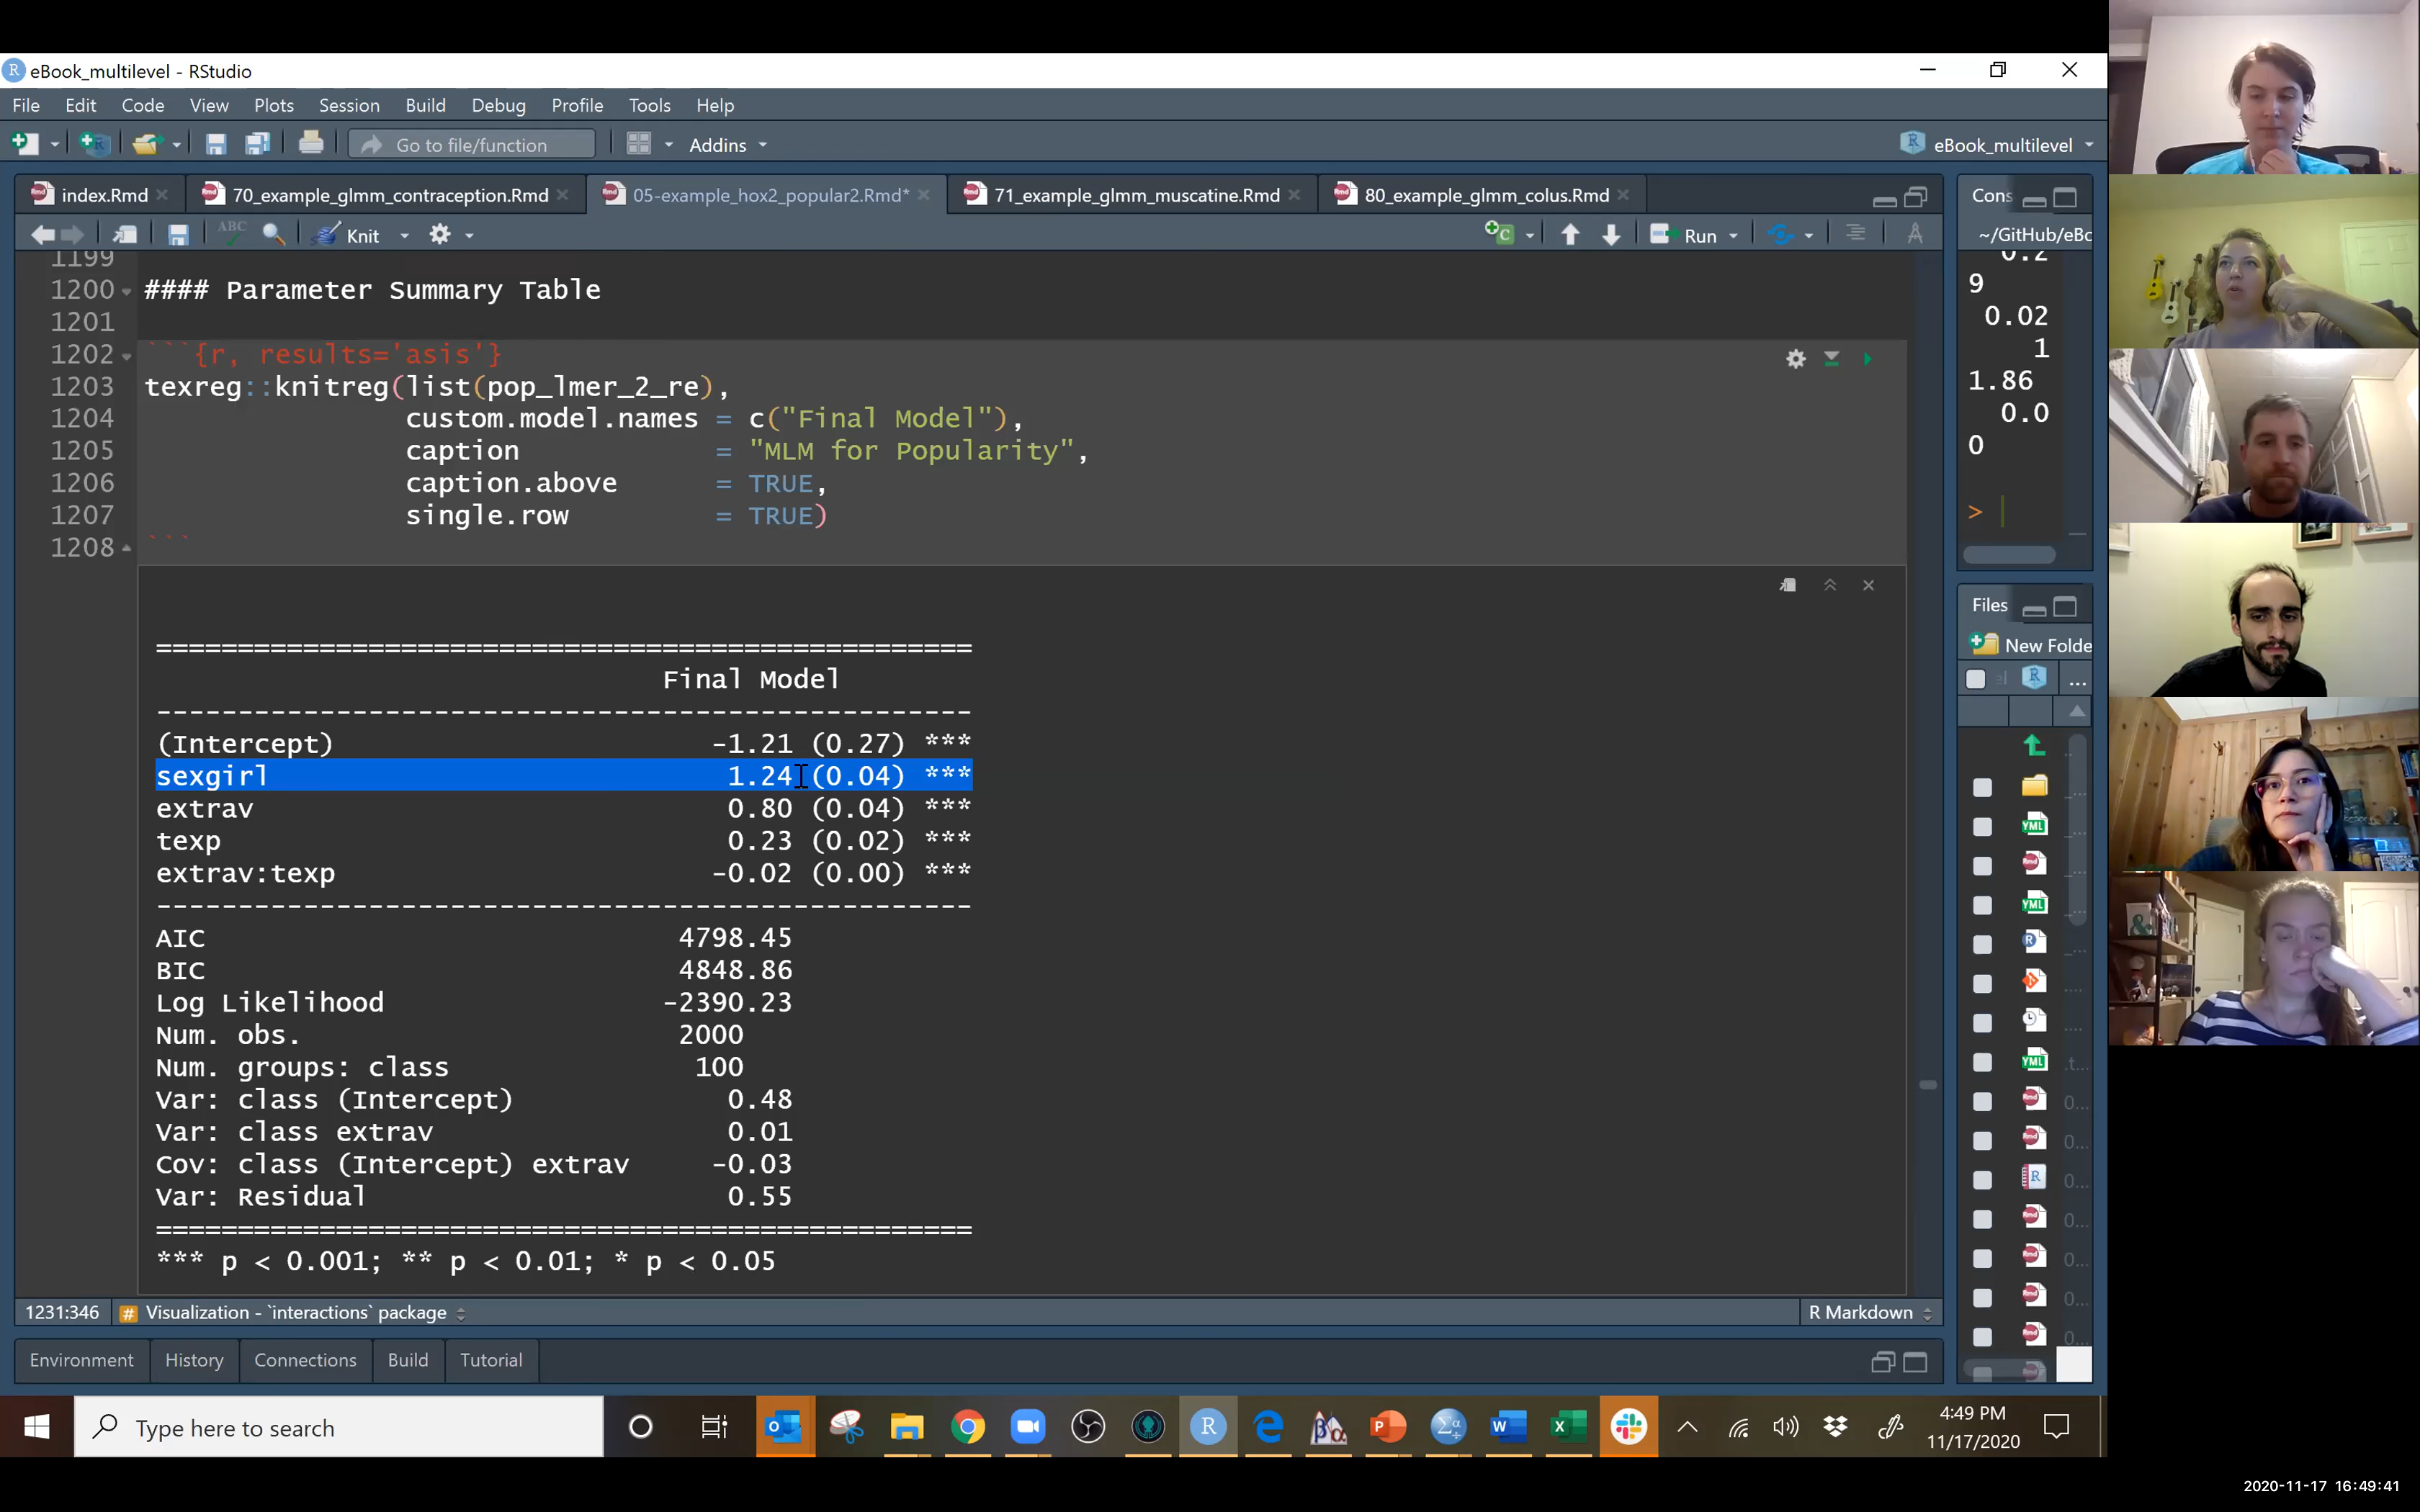 eBook_multilevel - RStudio
File Edit Code View Plots Session Build Debug Profile Tools Help
Go to file/function
Addins
eBook_multilevel
index.Rmd
70_example_glmm_contraception.Rmd
05-example_hox2_popular2.Rmd*
71_example_glmm_muscatine.Rmd
80_example_glmm_colus.Rmd
ABC
Knit
Run
1199
1200 #### Parameter Summary Table
1201
1202 ```{r, results='asis'}
1203 texreg::knitreg(list(pop_lmer_2_re),
1204 custom.model.names = c("Final Model"),
1205 caption = "MLM for Popularity",
1206 caption.above = TRUE,
1207 single.row = TRUE)
1208 ```
==================================================
Final Model
--------------------------------------------------
(Intercept) -1.21 (0.27) ***
sexgirl 1.24 (0.04) ***
extrav 0.80 (0.04) ***
texp 0.23 (0.02) ***
extrav:texp -0.02 (0.00) ***
--------------------------------------------------
AIC 4798.45
BIC 4848.86
Log Likelihood -2390.23
Num. obs. 2000
Num. groups: class 100
Var: class (Intercept) 0.48
Var: class extrav 0.01
Cov: class (Intercept) extrav -0.03
Var: Residual 0.55
==================================================
*** p < 0.001; ** p < 0.01; * p < 0.05
1231:346 # Visualization - `interactions` package
R Markdown
Environment History Connections Build Tutorial
Cons
~/GitHub/eBc
0.2
9
0.02
1
1.86
0.0
0
>
Files
New Folde
...
YML
YML
YML
Type here to search
4:49 PM
11/17/2020
2020-11-17 16:49:41